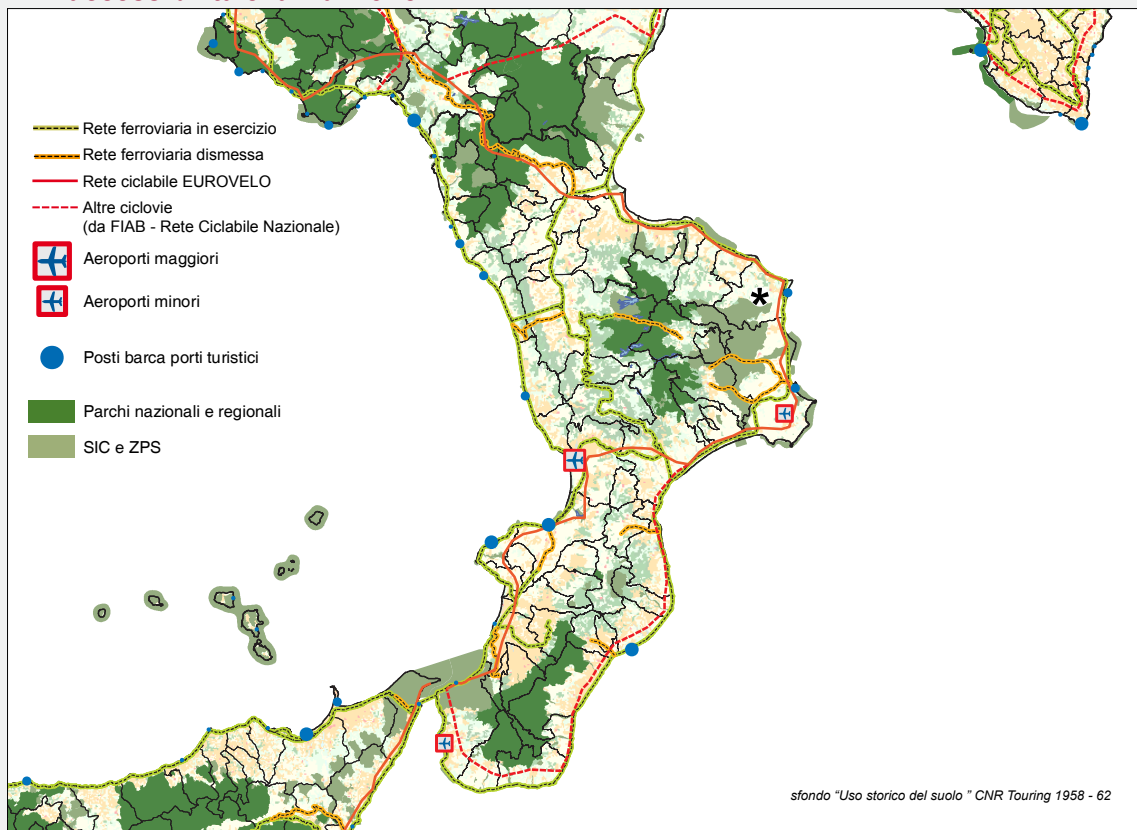 Rete ferroviaria in esercizio
Rete ferroviaria dismessa
Rete ciclabile EUROVELO
Altre ciclovie
(da FIAB - Rete Ciclabile Nazionale)
Aeroporti maggiori
Aeroporti minori
Posti barca porti turistici
Parchi nazionali e regionali
SIC e ZPS
*
sfondo “Uso storico del suolo ” CNR Touring 1958 - 62